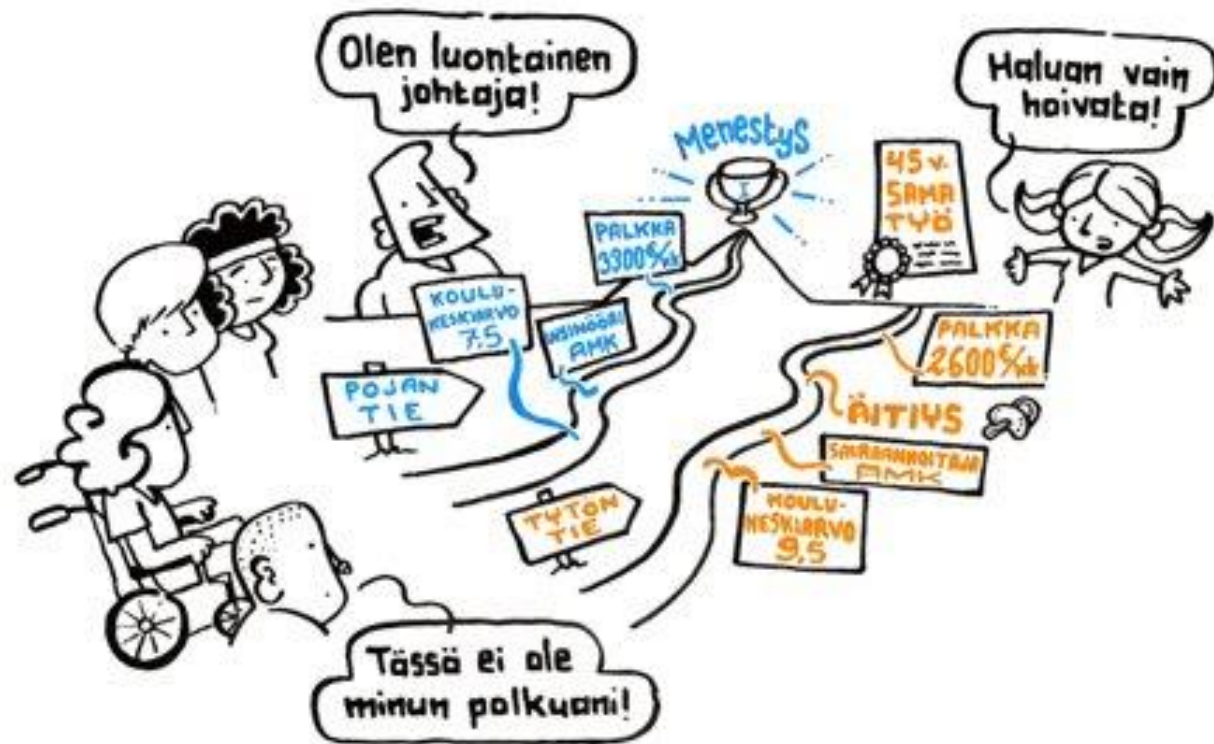 Olen luontainen
johtaja!
Haluan vain
hoivata!
Menestys
45 v.
SAMA
TYÖ
PALKKA
3300€/kk
KOULU-
KESKIARVO
7,5
INSINÖÖRI
AMK
POJAN
TIE
PALKKA
2600€/kk
ÄITIYS
SAIRAANHOITAJA
AMK
KOULU-
KESKIARVO
9,5
TYTÖN
TIE
Tässä ei ole
minun polkuani!